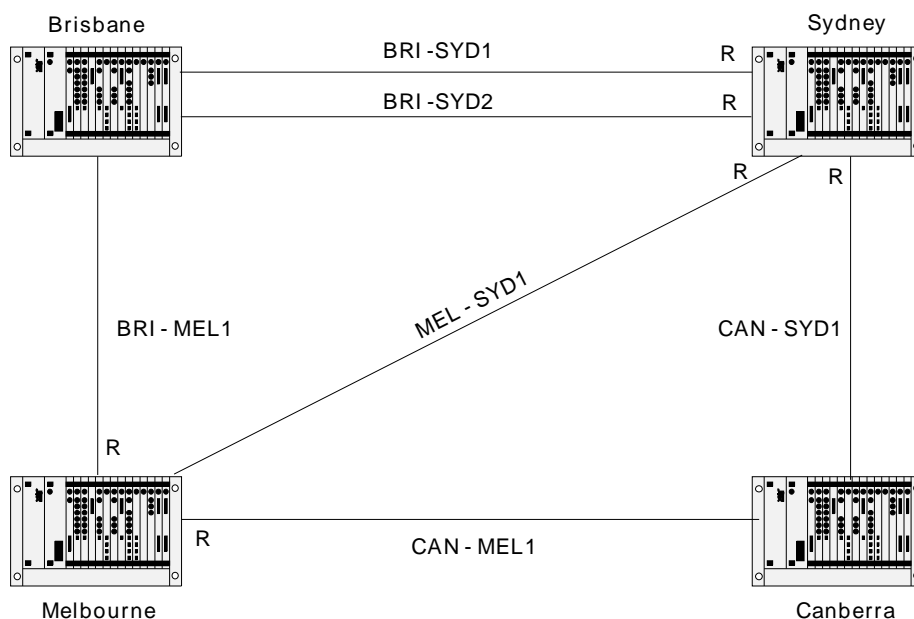 Brisbane
Sydney
BRI -SYD1
R
BRI -SYD2
R
R
R
MEL - SYD1
BRI - MEL1
CAN - SYD1
R
R
CAN - MEL1
Melbourne
Canberra